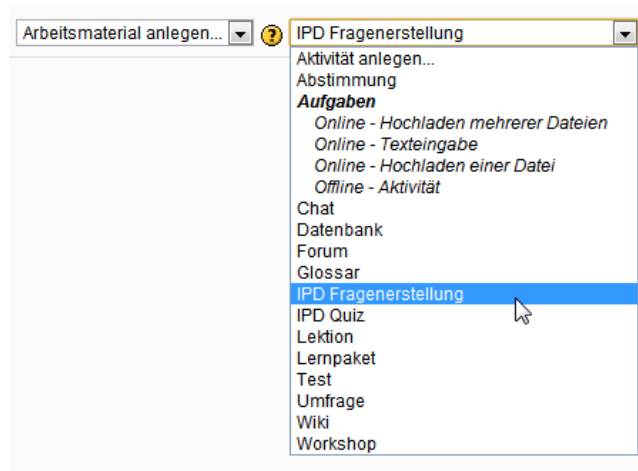 Arbeitsmaterial anlegen... ? IPD Fragenerstellung
Aktivität anlegen...
Abstimmung
Aufgaben
Online - Hochladen mehrerer Dateien
Online - Texteingabe
Online - Hochladen einer Datei
Offline - Aktivität
Chat
Datenbank
Forum
Glossar
IPD Fragenerstellung
IPD Quiz
Lektion
Lernpaket
Test
Umfrage
Wiki
Workshop